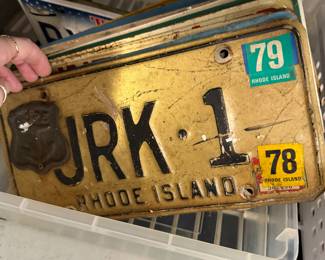 79
RHODE ISLAND
JRK·1
78
RHODE ISLAND
RHODE ISLAND